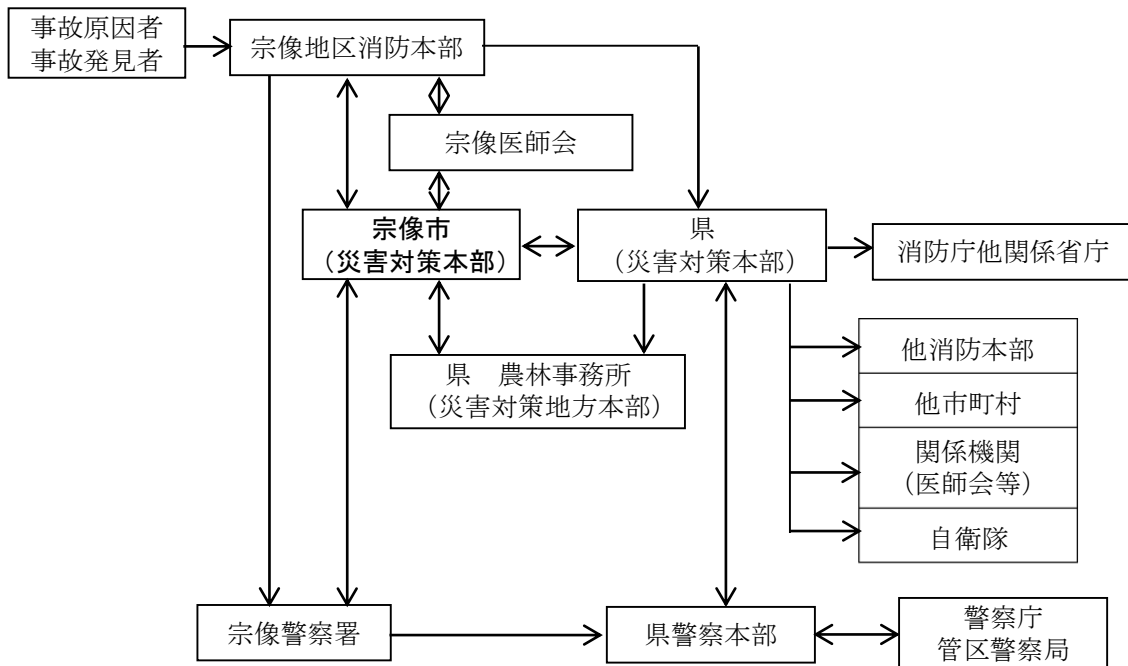 事故原因者
事故発見者
宗像地区消防本部
宗像医師会
宗像市
（災害対策本部）
県
（災害対策本部）
消防庁他関係省庁
県　農林事務所
（災害対策地方本部）
他消防本部
他市町村
関係機関
（医師会等）
自衛隊
宗像警察署
県警察本部
警察庁
管区警察局